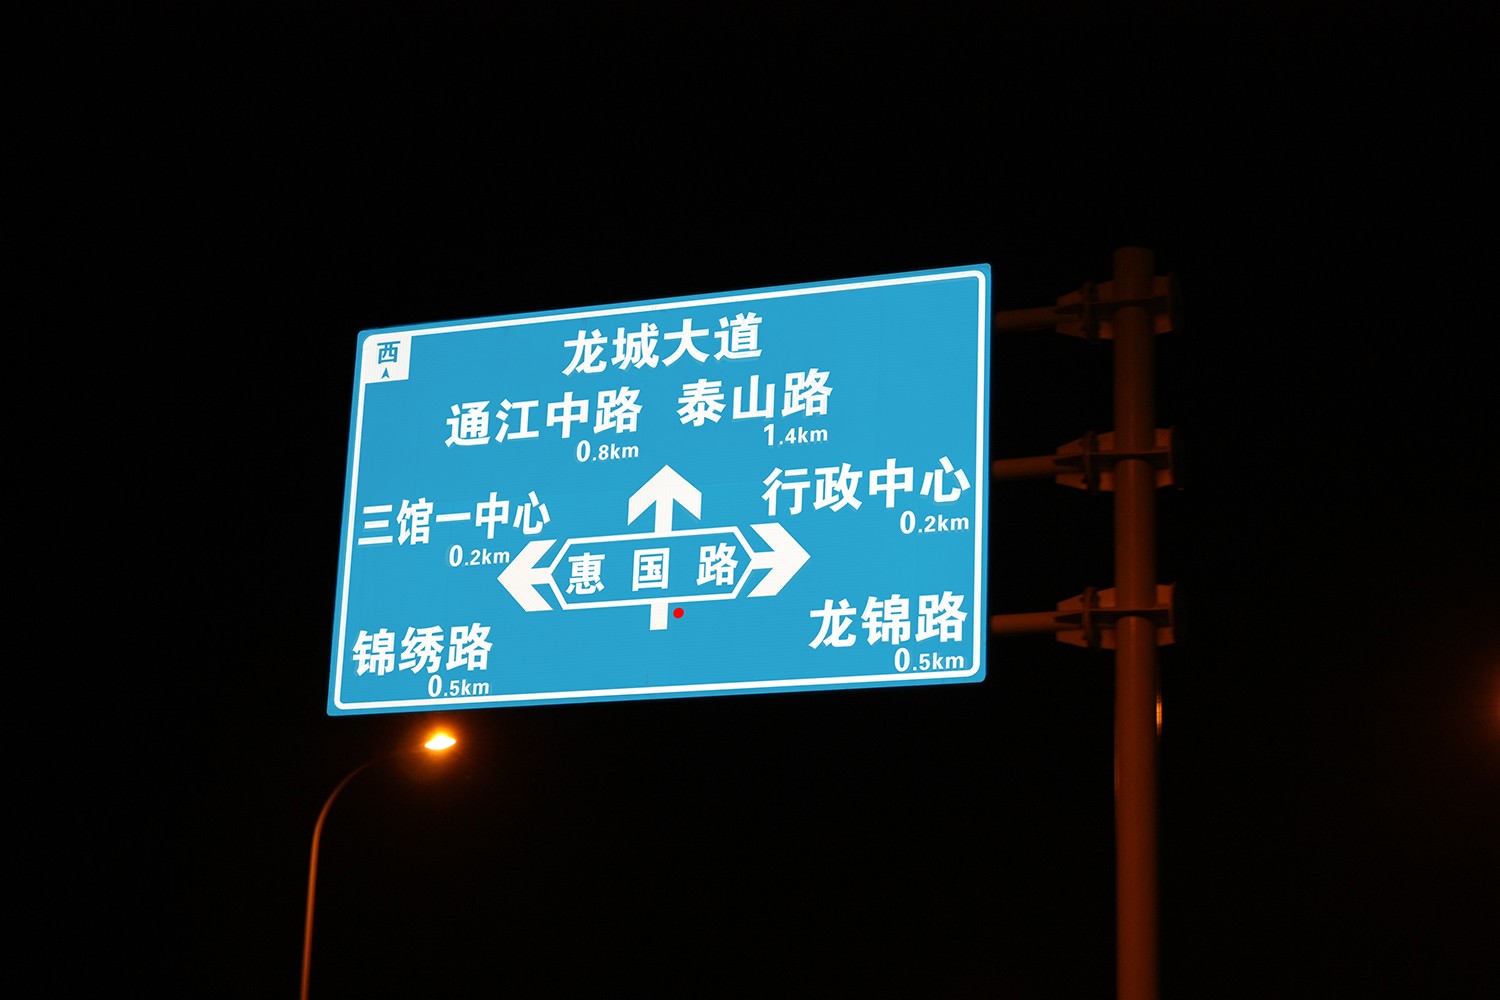 西
龙城大道
通江中路 泰山路
0.8km 1.4km
三馆一中心
0.2km
行政中心
0.2km
惠国路
锦绣路
0.5km
龙锦路
0.5km